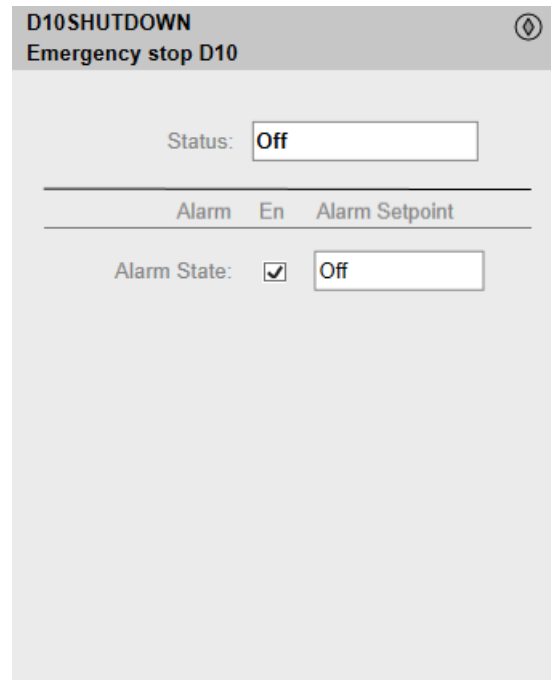 D10SHUTDOWN
Emergency stop D10
Status: Off
Alarm En Alarm Setpoint
Alarm State: Off